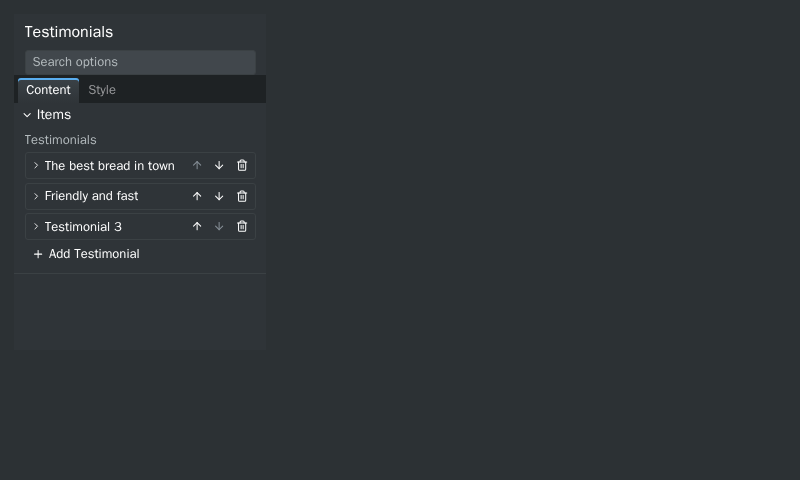 Testimonials
Search options
Content Style
Items
Testimonials
The best bread in town
Friendly and fast
Testimonial 3
Add Testimonial